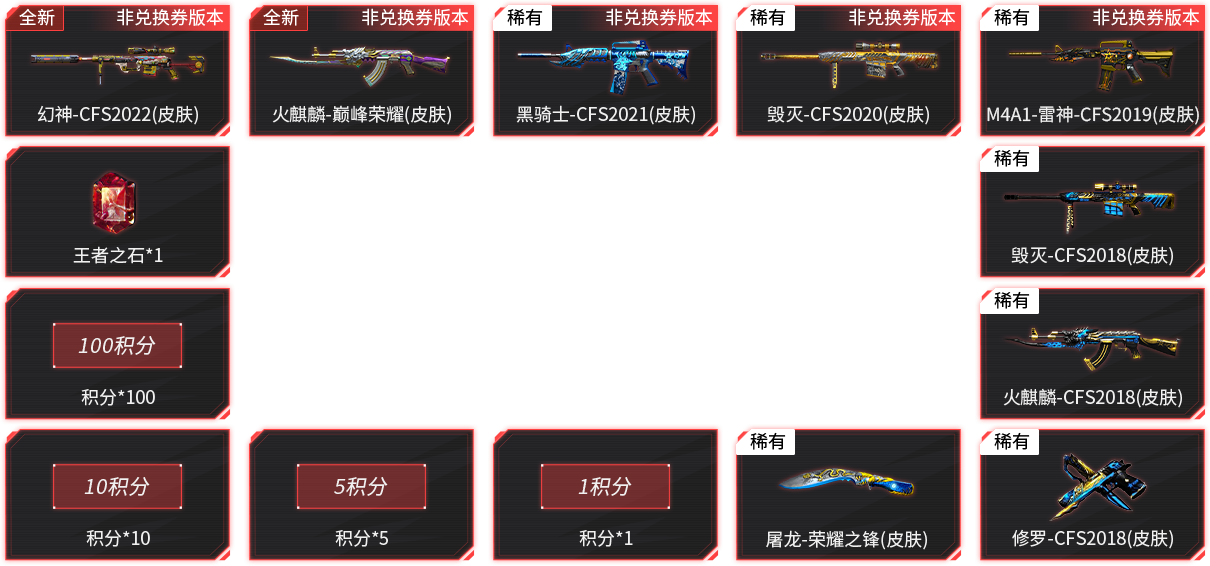 全新 非兑换券版本
幻神-CFS2022(皮肤)
全新 非兑换券版本
火麒麟-巅峰荣耀(皮肤)
稀有 非兑换券版本
黑骑士-CFS2021(皮肤)
稀有 非兑换券版本
毁灭-CFS2020(皮肤)
稀有 非兑换券版本
M4A1-雷神-CFS2019(皮肤)
王者之石*1
稀有
毁灭-CFS2018(皮肤)
100积分
积分*100
稀有
火麒麟-CFS2018(皮肤)
10积分
积分*10
5积分
积分*5
1积分
积分*1
稀有
屠龙-荣耀之锋(皮肤)
稀有
修罗-CFS2018(皮肤)